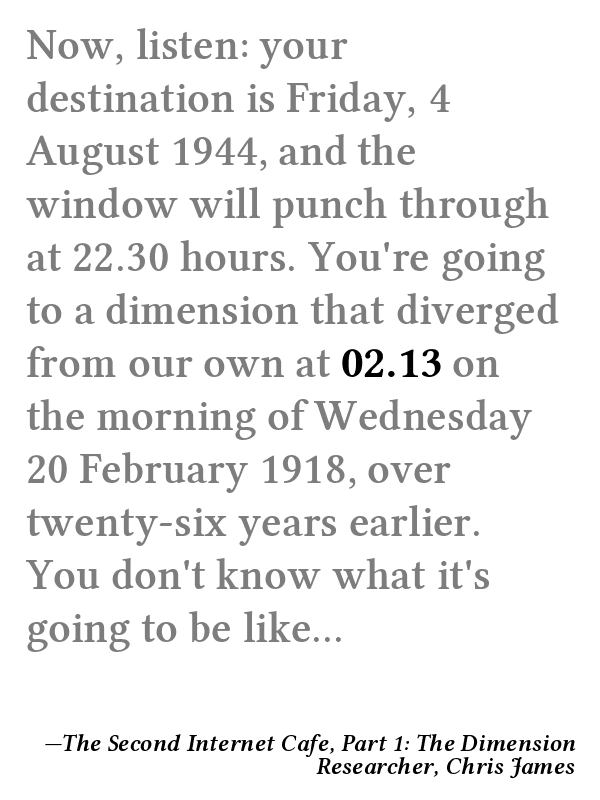 Now, listen: your
destination is Friday, 4
August 1944, and the
window will punch through
at 22.30 hours. You're going
to a dimension that diverged
from our own at 02.13 on
the morning of Wednesday
20 February 1918, over
twenty-six years earlier.
You don't know what it's
going to be like...
—The Second Internet Cafe, Part 1: The Dimension
Researcher, Chris James